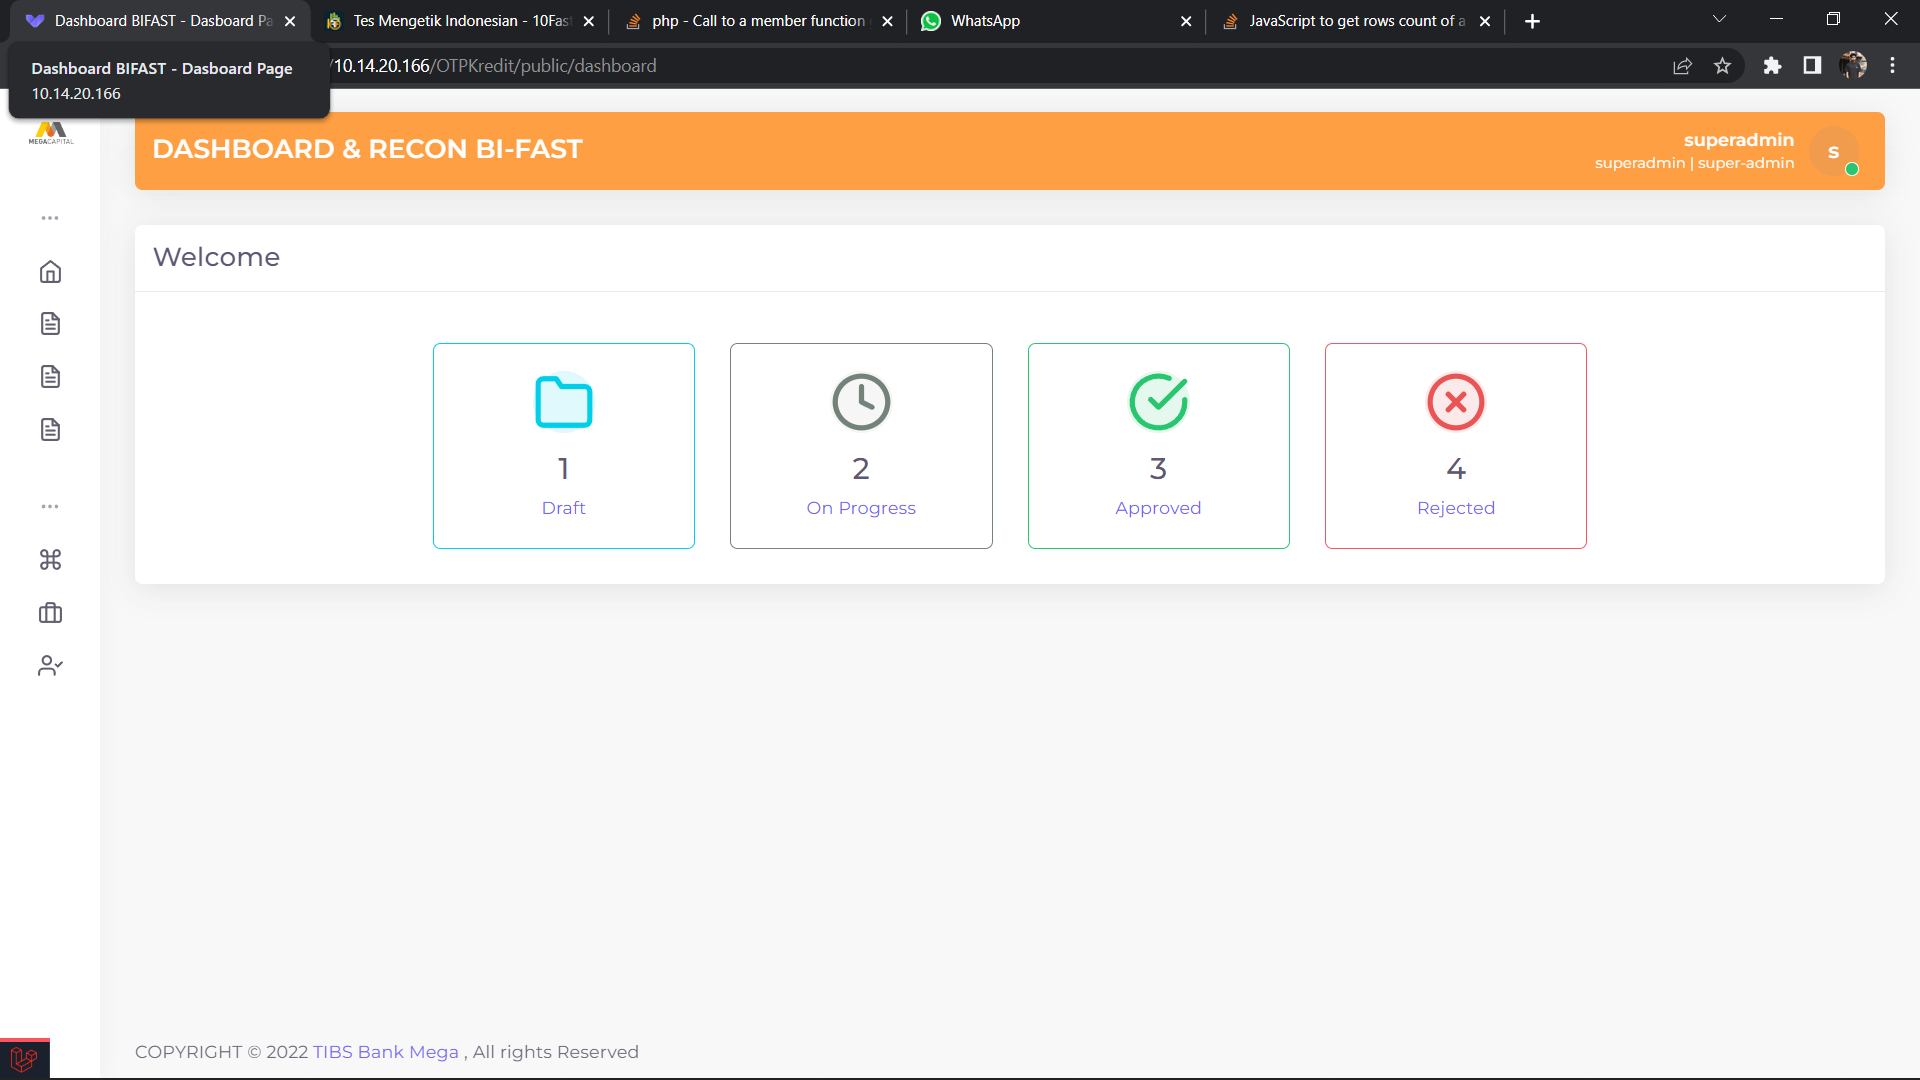 Dashboard BIFAST - Dasboard Pa
Tes Mengetik Indonesian - 10Fast
php - Call to a member function
WhatsApp
JavaScript to get rows count of a
Dashboard BIFAST - Dasboard Page
10.14.20.166
/10.14.20.166/OTPKredit/public/dashboard
MEGACAPITAL
DASHBOARD & RECON BI-FAST
superadmin
superadmin | super-admin
S
Welcome
1
Draft
2
On Progress
3
Approved
4
Rejected
COPYRIGHT © 2022 TIBS Bank Mega , All rights Reserved